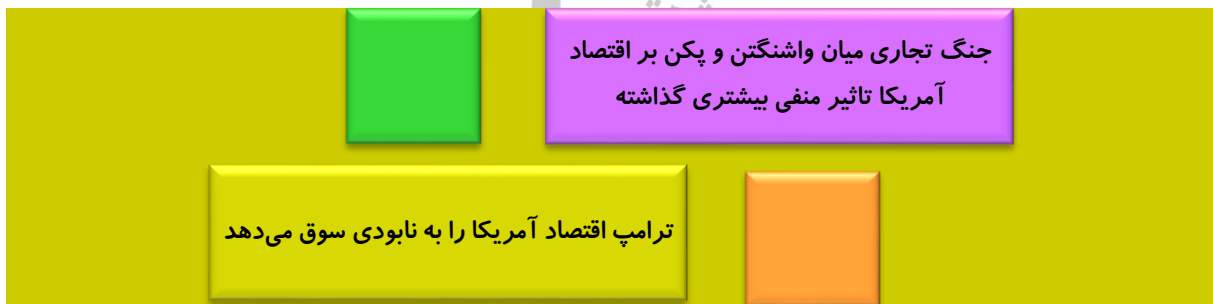 جنگ تجاری میان واشنگتن و پکن بر اقتصاد
آمریکا تاثیر منفی بیشتری گذاشته
ترامپ اقتصاد آمریکا را به نابودی سوق می‌دهد